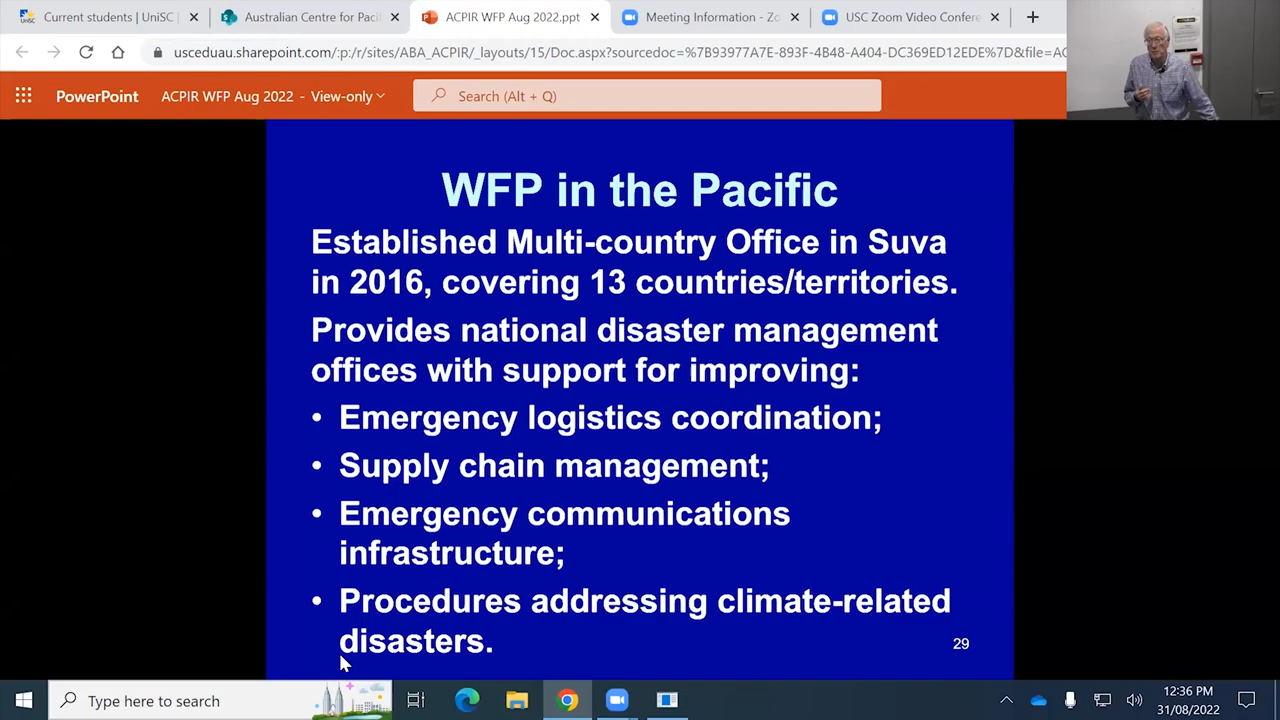 Current students | UniSC |
Australian Centre for Pacif
ACPIR WFP Aug 2022.ppt
Meeting Information - Zo
USC Zoom Video Confere
usceduau.sharepoint.com/:p:/r/sites/ABA_ACPIR/_layouts/15/Doc.aspx?sourcedoc=%7B93977A7E-893F-4B48-A404-DC369ED12EDE%7D&file=AC
PowerPoint
ACPIR WFP Aug 2022 - View-only
Search (Alt + Q)
WFP in the Pacific
Established Multi-country Office in Suva
in 2016, covering 13 countries/territories.
Provides national disaster management
offices with support for improving:
• Emergency logistics coordination;
• Supply chain management;
• Emergency communications
infrastructure;
• Procedures addressing climate-related
disasters.
29
Type here to search
12:36 PM
31/08/2022